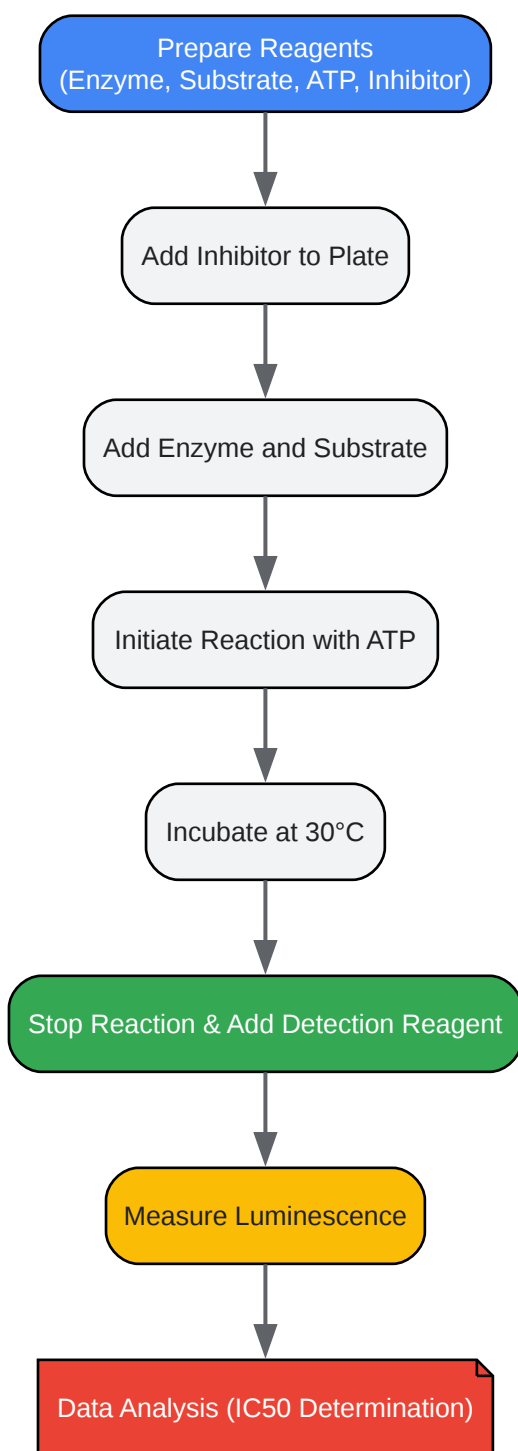 Prepare Reagents
(Enzyme, Substrate, ATP, Inhibitor)
Add Inhibitor to Plate
Add Enzyme and Substrate
Initiate Reaction with ATP
Incubate at 30°C
Stop Reaction & Add Detection Reagent
Measure Luminescence
Data Analysis (IC50 Determination)